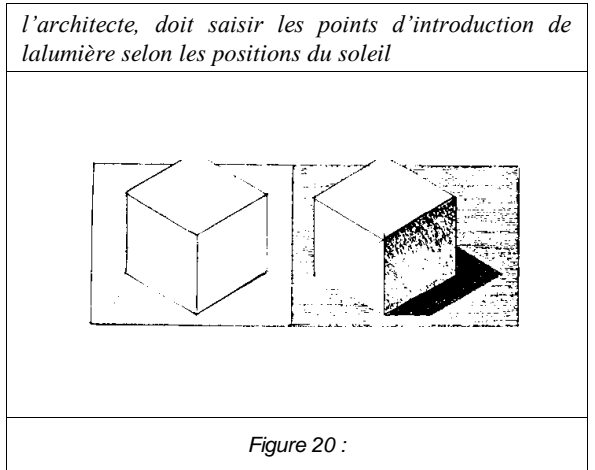 l’architecte, doit saisir les points d’introduction de
lalumière selon les positions du soleil
Figure 20 :